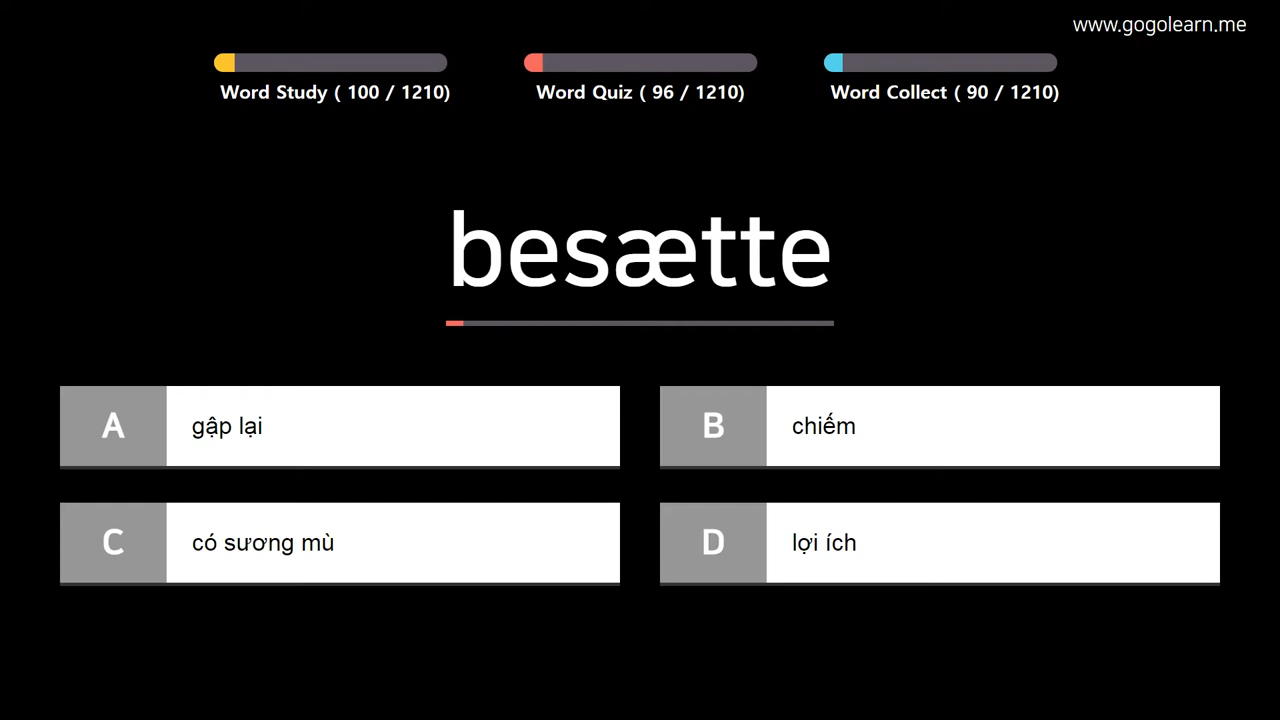 www.gogolearn.me
Word Study ( 100 / 1210)
Word Quiz ( 96 / 1210)
Word Collect ( 90 / 1210)
besætte
A gập lại
B chiếm
C có sương mù
D lợi ích